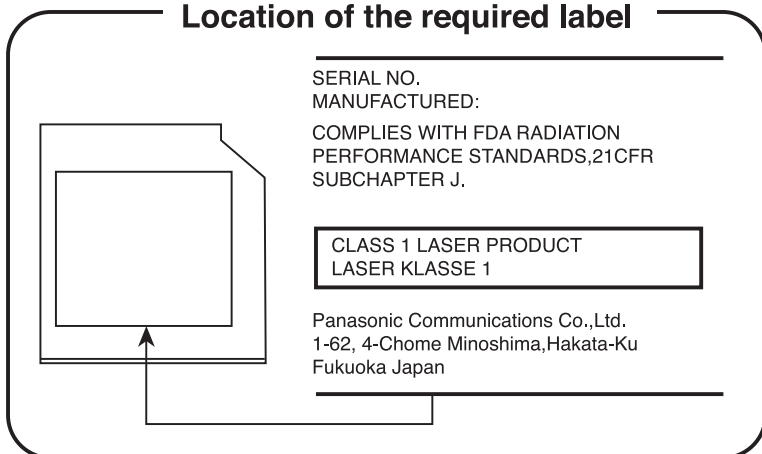 Location of the required label
SERIAL NO.
MANUFACTURED:
COMPLIES WITH FDA RADIATION
PERFORMANCE STANDARDS,21CFR
SUBCHAPTER J.
CLASS 1 LASER PRODUCT
LASER KLASSE 1
Panasonic Communications Co.,Ltd.
1-62, 4-Chome Minoshima,Hakata-Ku
Fukuoka Japan